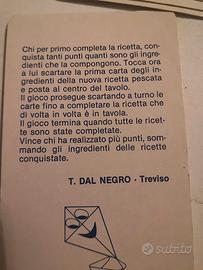 Chi per primo completa la ricetta, con-
quista tanti punti quanti sono gli ingre-
dienti che la compongono. Tocca ora
a lui scartare la prima carta degli ingre-
dienti della nuova ricetta pescata
e posta al centro del tavolo.
Il gioco prosegue scartando a turno le
carte fino a completare la ricetta che
di volta in volta è in tavola.
Il gioco termina quando tutte le ricet-
te sono state completate.
Vince chi ha realizzato più punti, som-
mando gli ingredienti delle ricette
conquistate.
T. DAL NEGRO - Treviso
subito